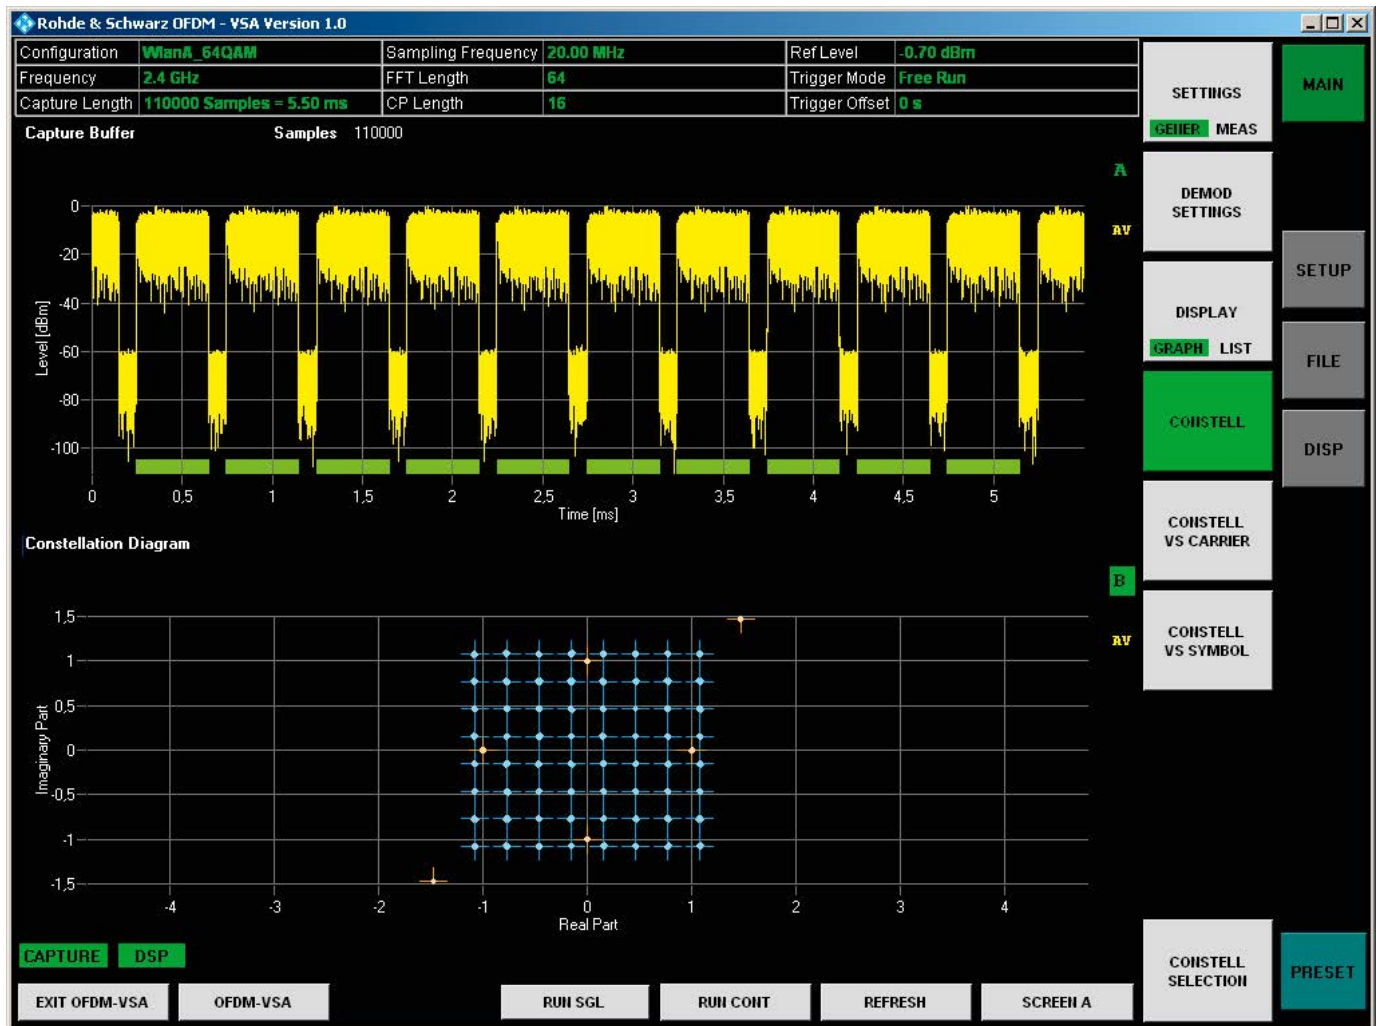 Rohde & Schwarz OFDM - VSA Version 1.0
Configuration WlanA_64QAM Sampling Frequency 20.00 MHz Ref Level -0.70 dBm
Frequency 2.4 GHz FFT Length 64 Trigger Mode Free Run
Capture Length 110000 Samples = 5.50 ms CP Length 16 Trigger Offset 0 s
Capture Buffer Samples 110000
A
AV
0
-20
-40
-60
-80
-100
Level [dBm]
0 0,5 1 1,5 2 2,5 3 3,5 4 4,5 5
Time [ms]
Constellation Diagram
B
AV
1,5
1
0,5
0
-0,5
-1
-1,5
Imaginary Part
-4 -3 -2 -1 0 1 2 3 4
Real Part
CAPTURE DSP
EXIT OFDM-VSA OFDM-VSA RUN SGL RUN CONT REFRESH SCREEN A
SETTINGS
GENER MEAS
DEMOD
SETTINGS
DISPLAY
GRAPH LIST
CONSTELL
CONSTELL
VS CARRIER
CONSTELL
VS SYMBOL
CONSTELL
SELECTION
MAIN
SETUP
FILE
DISP
PRESET